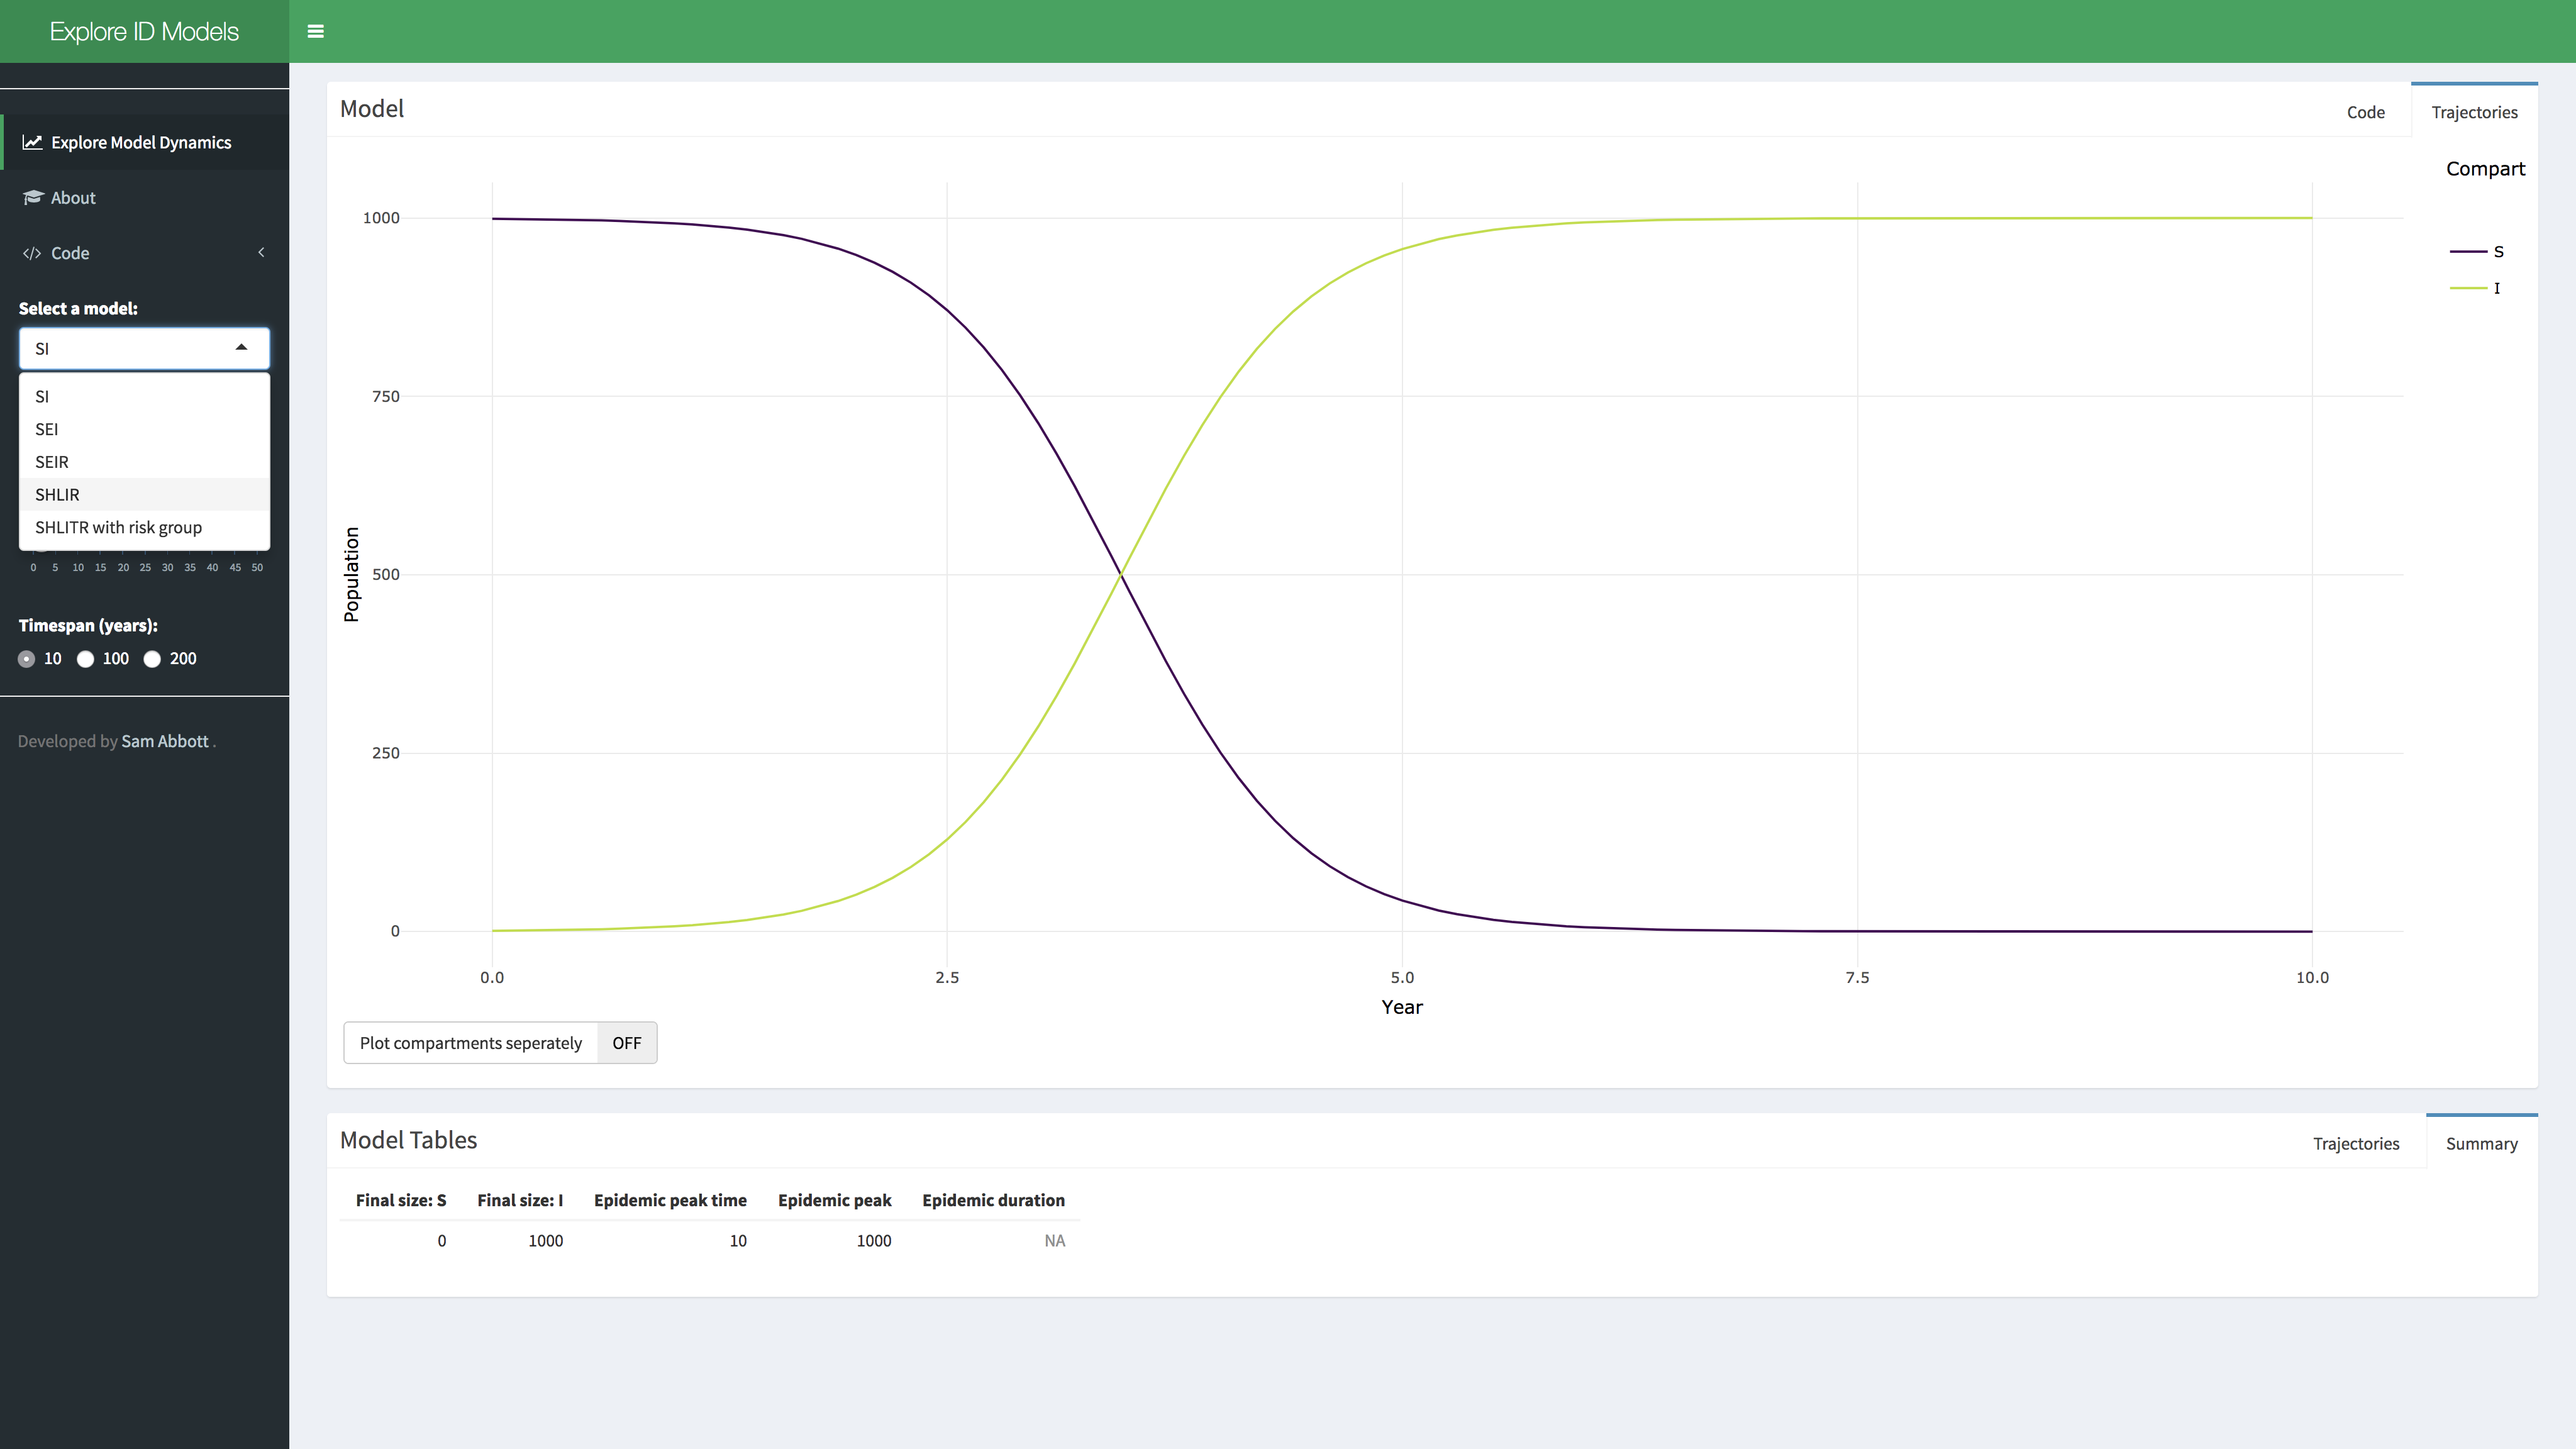 Explore ID Models
Explore Model Dynamics
About
Code
Select a model:
SI
SI
SEI
SEIR
SHLIR
SHLITR with risk group
0 5 10 15 20 25 30 35 40 45 50
Timespan (years):
10 100 200
Developed by Sam Abbott .
Model
Code Trajectories
Compart
S
I
1000
750
500
250
0
Population
0.0 2.5 5.0 7.5 10.0
Year
Plot compartments seperately OFF
Model Tables
Trajectories Summary
Final size: S Final size: I Epidemic peak time Epidemic peak Epidemic duration
0 1000 10 1000 NA